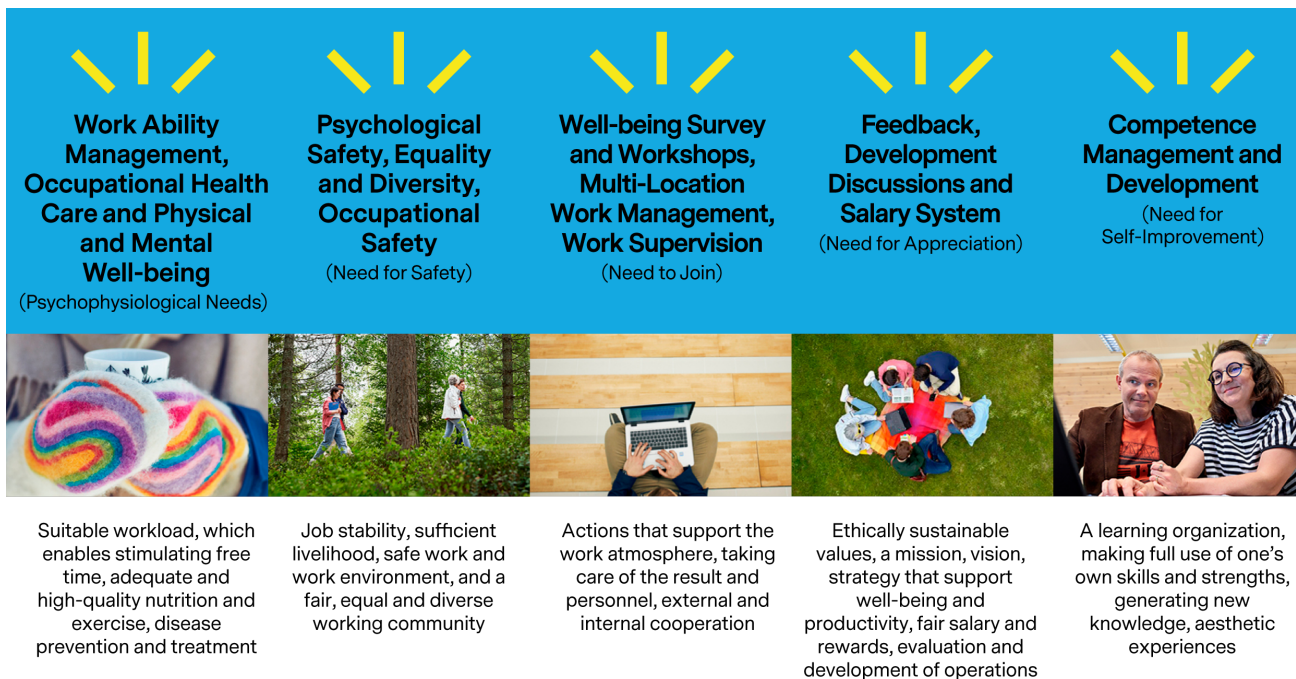 Work Ability
Management,
Occupational Health
Care and Physical
and Mental
Well-being
(Psychophysiological Needs)
Psychological
Safety, Equality
and Diversity,
Occupational
Safety
(Need for Safety)
Well-being Survey
and Workshops,
Multi-Location
Work Management,
Work Supervision
(Need to Join)
Feedback,
Development
Discussions and
Salary System
(Need for Appreciation)
Competence
Management and
Development
(Need for
Self-Improvement)
Suitable workload, which
enables stimulating free
time, adequate and
high-quality nutrition and
exercise, disease
prevention and treatment
Job stability, sufficient
livelihood, safe work and
work environment, and a
fair, equal and diverse
working community
Actions that support the
work atmosphere, taking
care of the result and
personnel, external and
internal cooperation
Ethically sustainable
values, a mission, vision,
strategy that support
well-being and
productivity, fair salary and
rewards, evaluation and
development of operations
A learning organization,
making full use of one’s
own skills and strengths,
generating new
knowledge, aesthetic
experiences